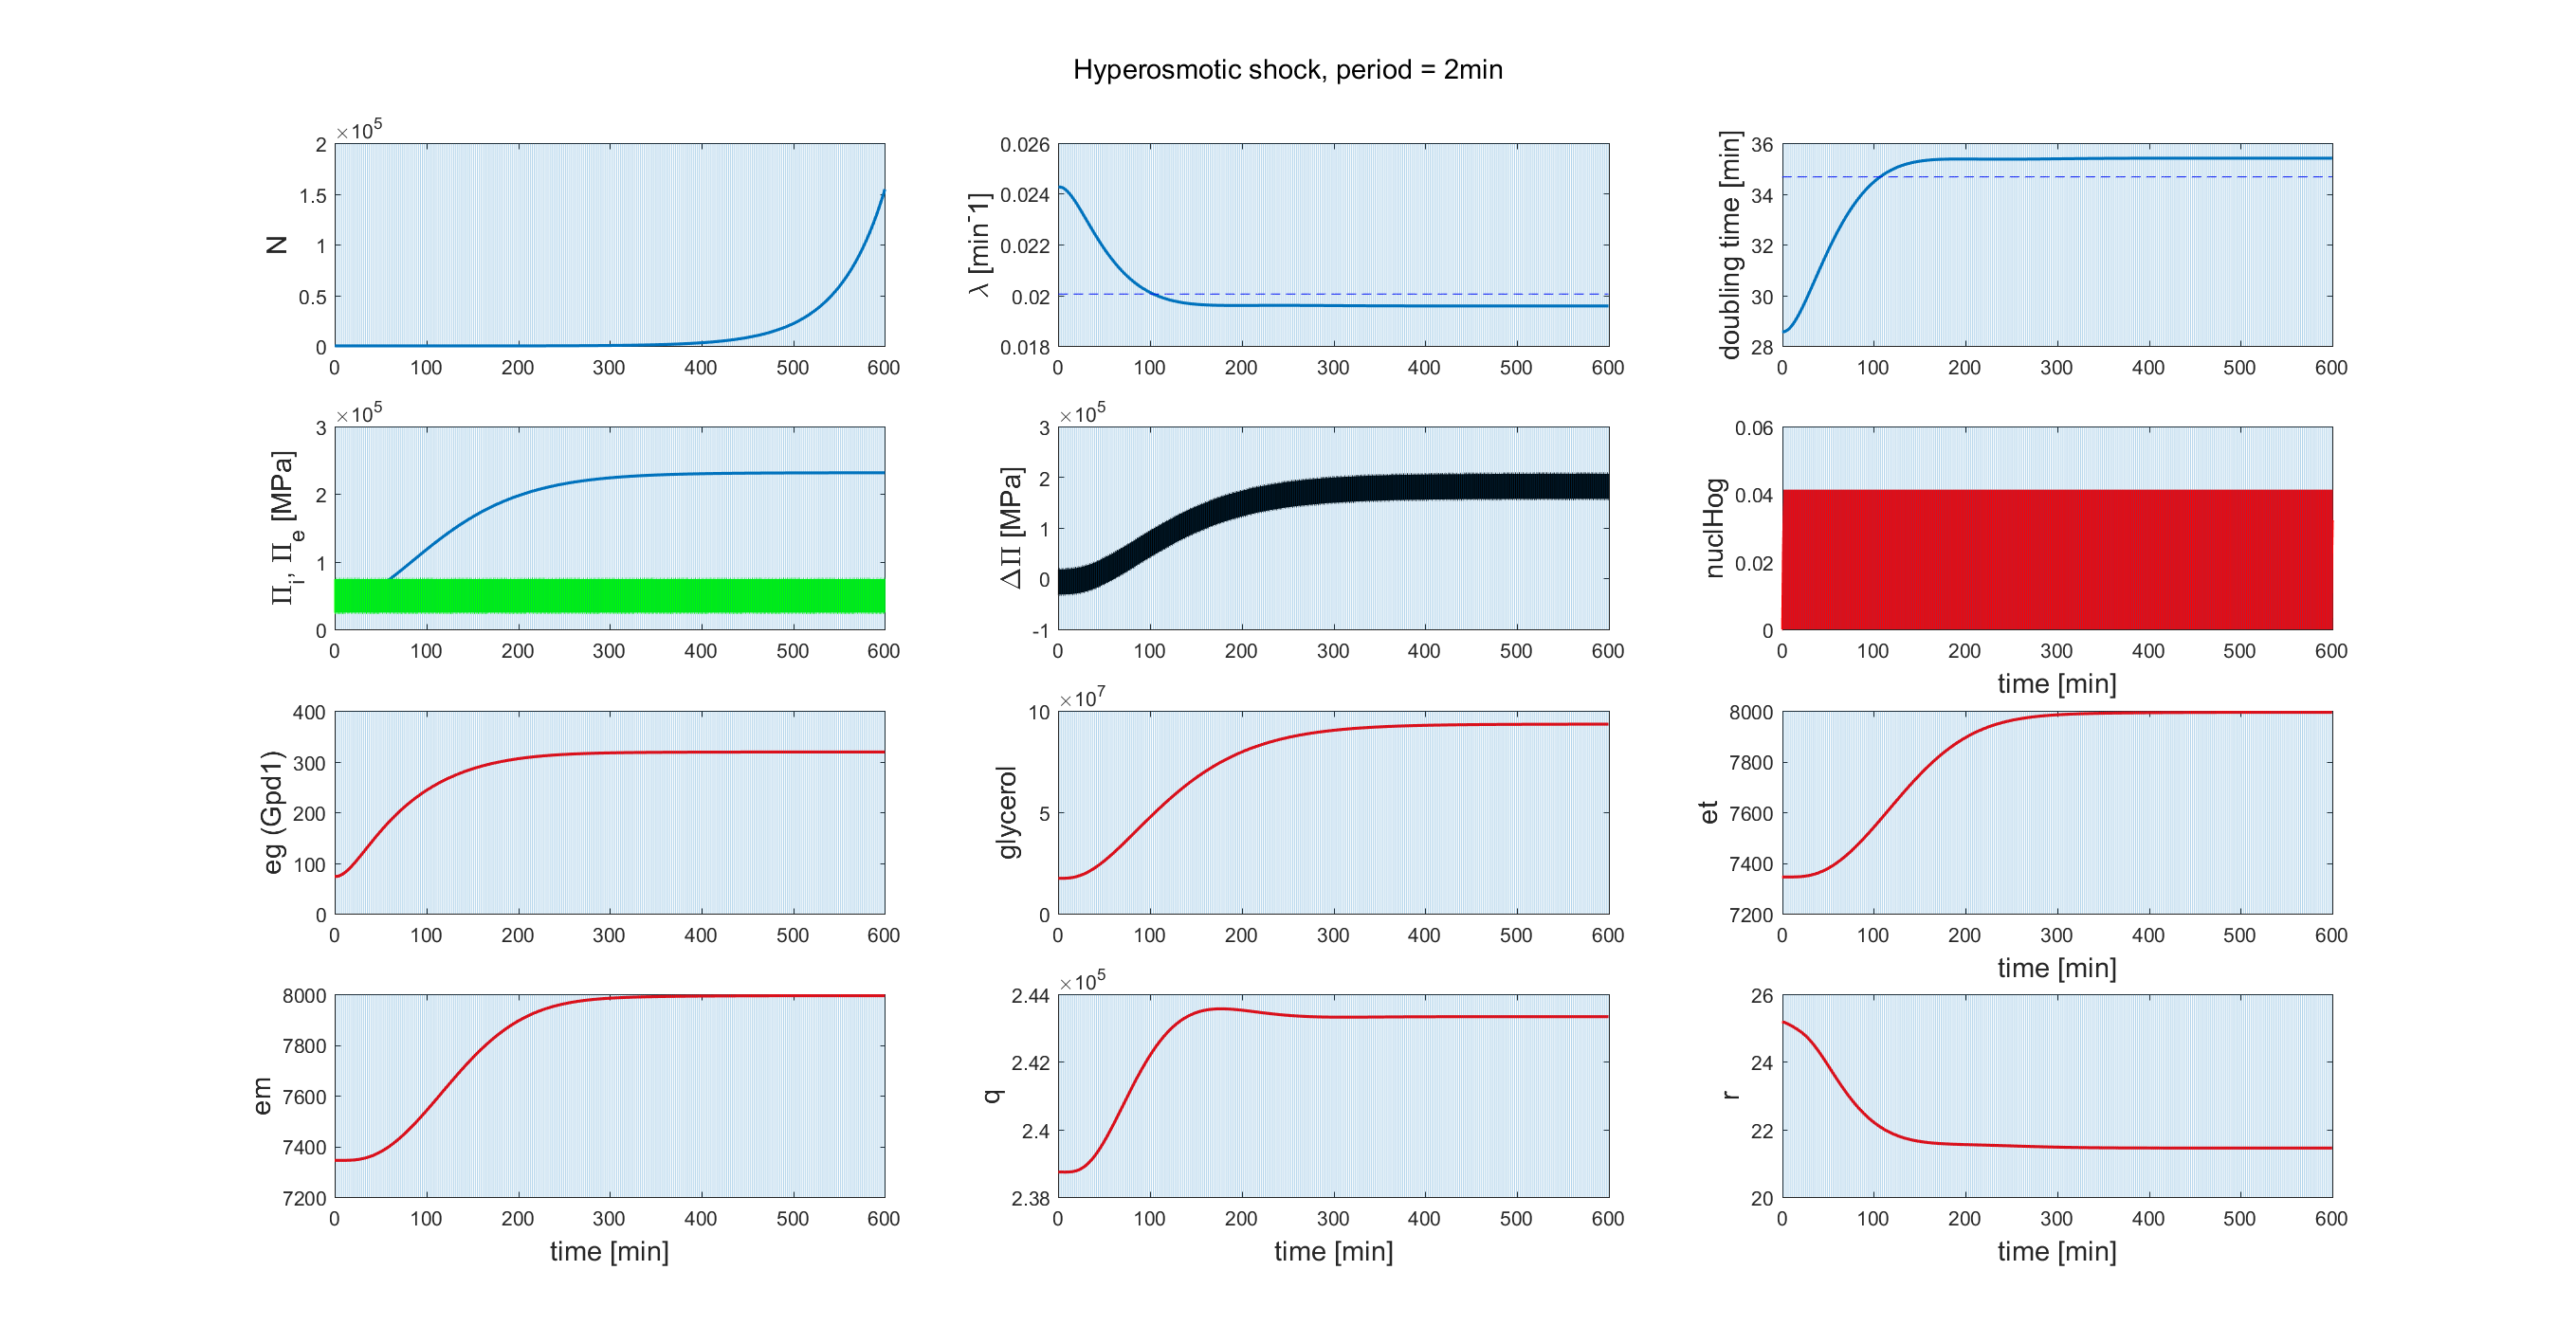 Hyperosmotic shock, period = 2min
×10^5
2
1.5
1
0.5
0
N
0 100 200 300 400 500 600
0.026
0.024
0.022
0.02
0.018
λ [min^-1]
0 100 200 300 400 500 600
36
34
32
30
28
doubling time [min]
0 100 200 300 400 500 600
×10^5
3
2
1
0
Π_i, Π_e [MPa]
0 100 200 300 400 500 600
×10^5
3
2
1
0
-1
ΔΠ [MPa]
0 100 200 300 400 500 600
0.06
0.04
0.02
0
nuclHog
0 100 200 300 400 500 600
time [min]
400
300
200
100
0
eg (Gpd1)
0 100 200 300 400 500 600
×10^7
10
5
0
glycerol
0 100 200 300 400 500 600
8000
7800
7600
7400
7200
et
0 100 200 300 400 500 600
time [min]
8000
7800
7600
7400
7200
em
0 100 200 300 400 500 600
time [min]
×10^5
2.44
2.42
2.4
2.38
q
0 100 200 300 400 500 600
time [min]
26
24
22
20
r
0 100 200 300 400 500 600
time [min]